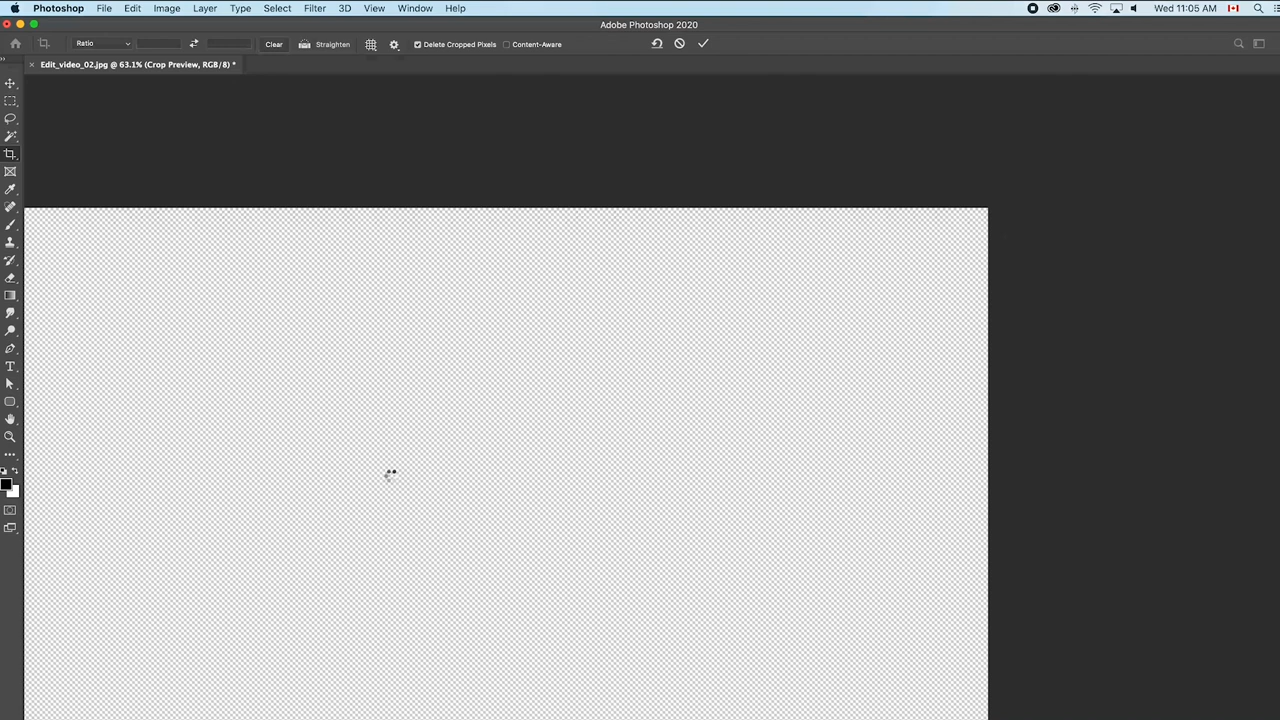 Photoshop File Edit Image Layer Type Select Filter 3D View Window Help Wed 11:05 AM
Adobe Photoshop 2020
Ratio Clear Straighten Delete Cropped Pixels Content-Aware
Edit_video_02.jpg @ 63.1% (Crop Preview, RGB/8) *